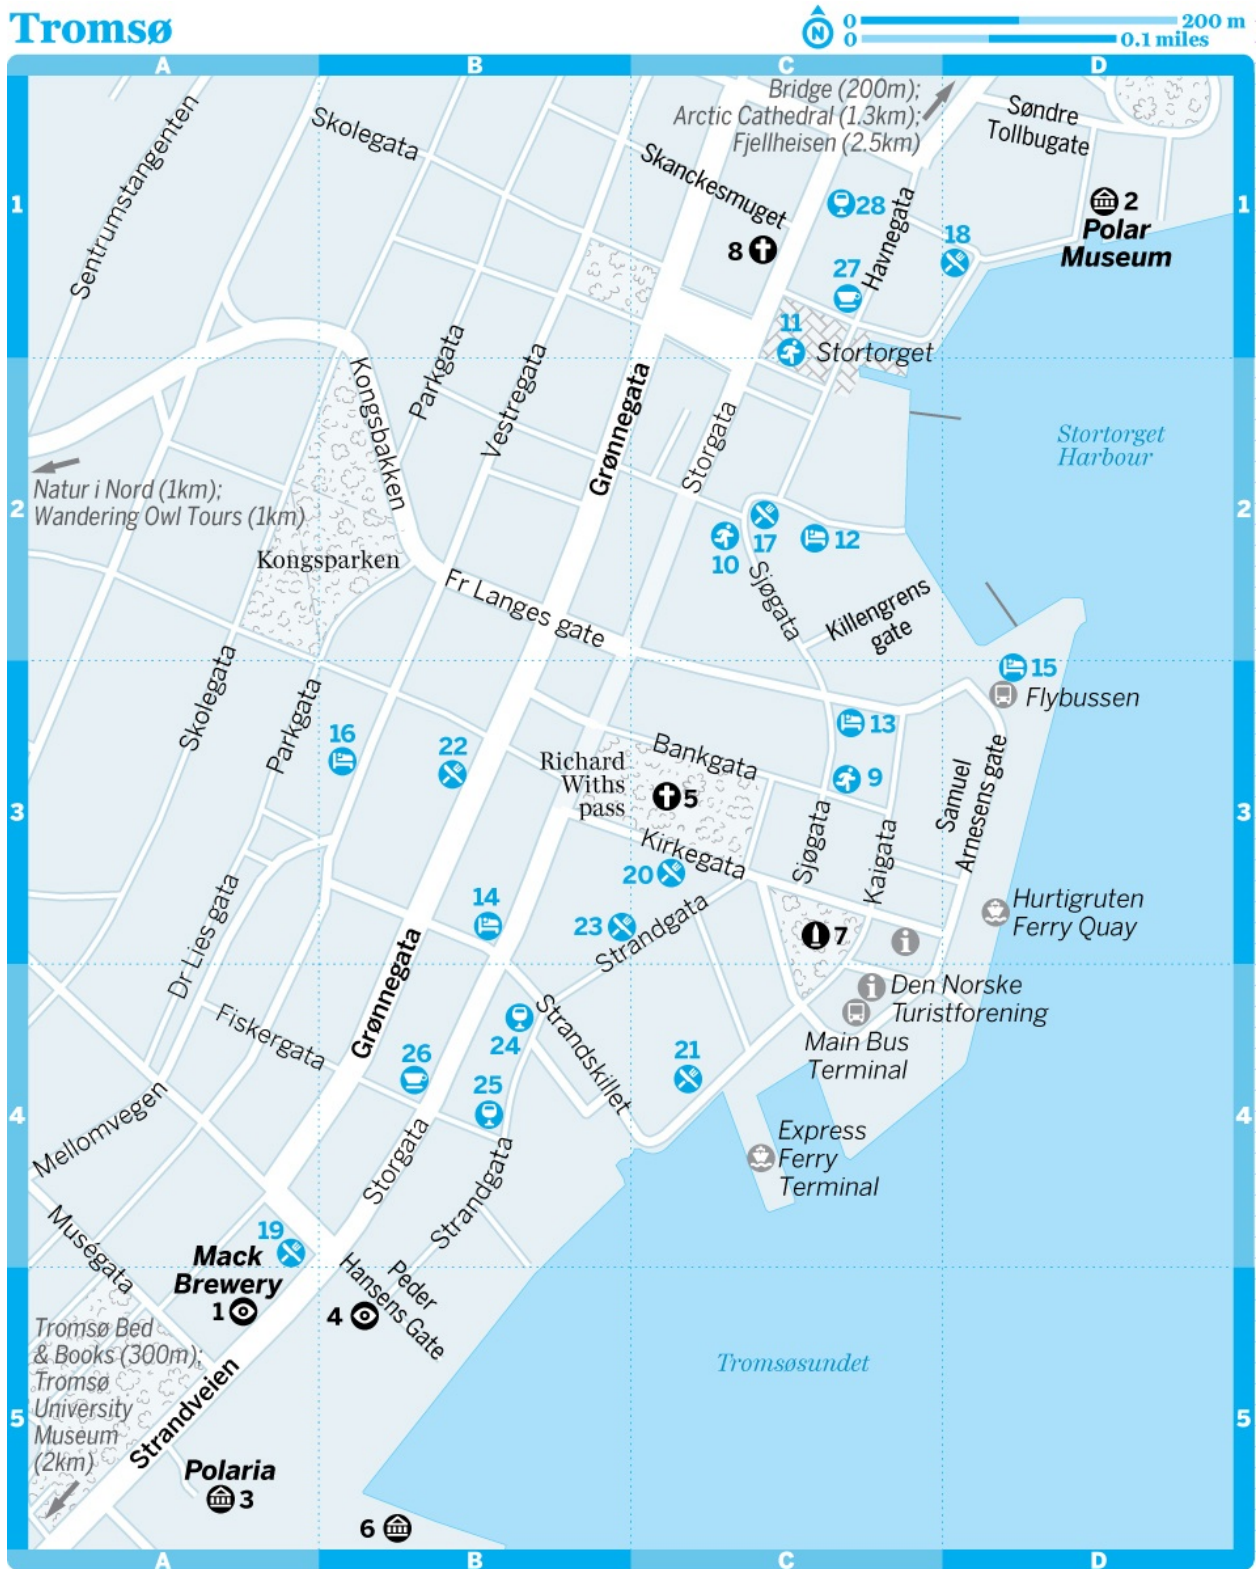 Tromsø
N
0
200 m
0
0.1 miles
A
B
C
D
1
1
2
2
3
3
4
4
5
5
A
B
C
D
Bridge (200m);
Arctic Cathedral (1.3km);
Fjellheisen (2.5km)
Søndre
Tollbugate
Sentrumstangenten
Skolegata
Skanckesmuget
28
8
2
Polar
Museum
Havnegata
18
27
11
Stortorget
Parkgata
Vestregata
Kongsbakken
Grønnegata
Storgata
Stortorget
Harbour
Natur i Nord (1km);
Wandering Owl Tours (1km)
Kongsparken
10
17
12
Sjøgata
Killengrens
gate
Fr Langes gate
15
Flybussen
Skolegata
Parkgata
16
22
13
Richard
Withs
pass
Bankgata
5
9
Samuel
Arnesens gate
Sjøgata
Kaigata
Kirkegata
20
14
23
Strandgata
7
Hurtigruten
Ferry Quay
Dr Lies gata
Grønnegata
Fiskergata
Den Norske
Turistforening
Main Bus
Terminal
Strandskillet
24
26
25
21
Mellomvegen
Storgata
Strandgata
Express
Ferry
Terminal
Muségata
19
Mack
Brewery
1
4
Peder
Hansens Gate
Tromsø Bed
& Books (300m);
Tromsø
University
Museum
(2km)
Strandveien
Tromsøsundet
Polaria
3
6